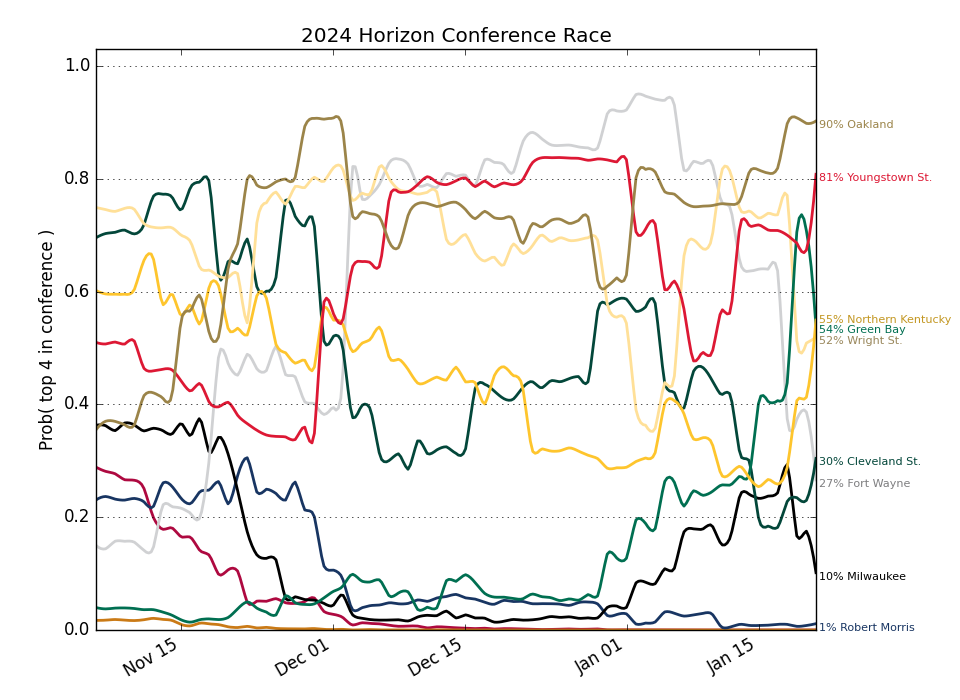 2024 Horizon Conference Race
Prob( top 4 in conference )
1.0
0.8
0.6
0.4
0.2
0.0
Nov 15
Dec 01
Dec 15
Jan 01
Jan 15
90% Oakland
81% Youngstown St.
55% Northern Kentucky
54% Green Bay
52% Wright St.
30% Cleveland St.
27% Fort Wayne
10% Milwaukee
1% Robert Morris